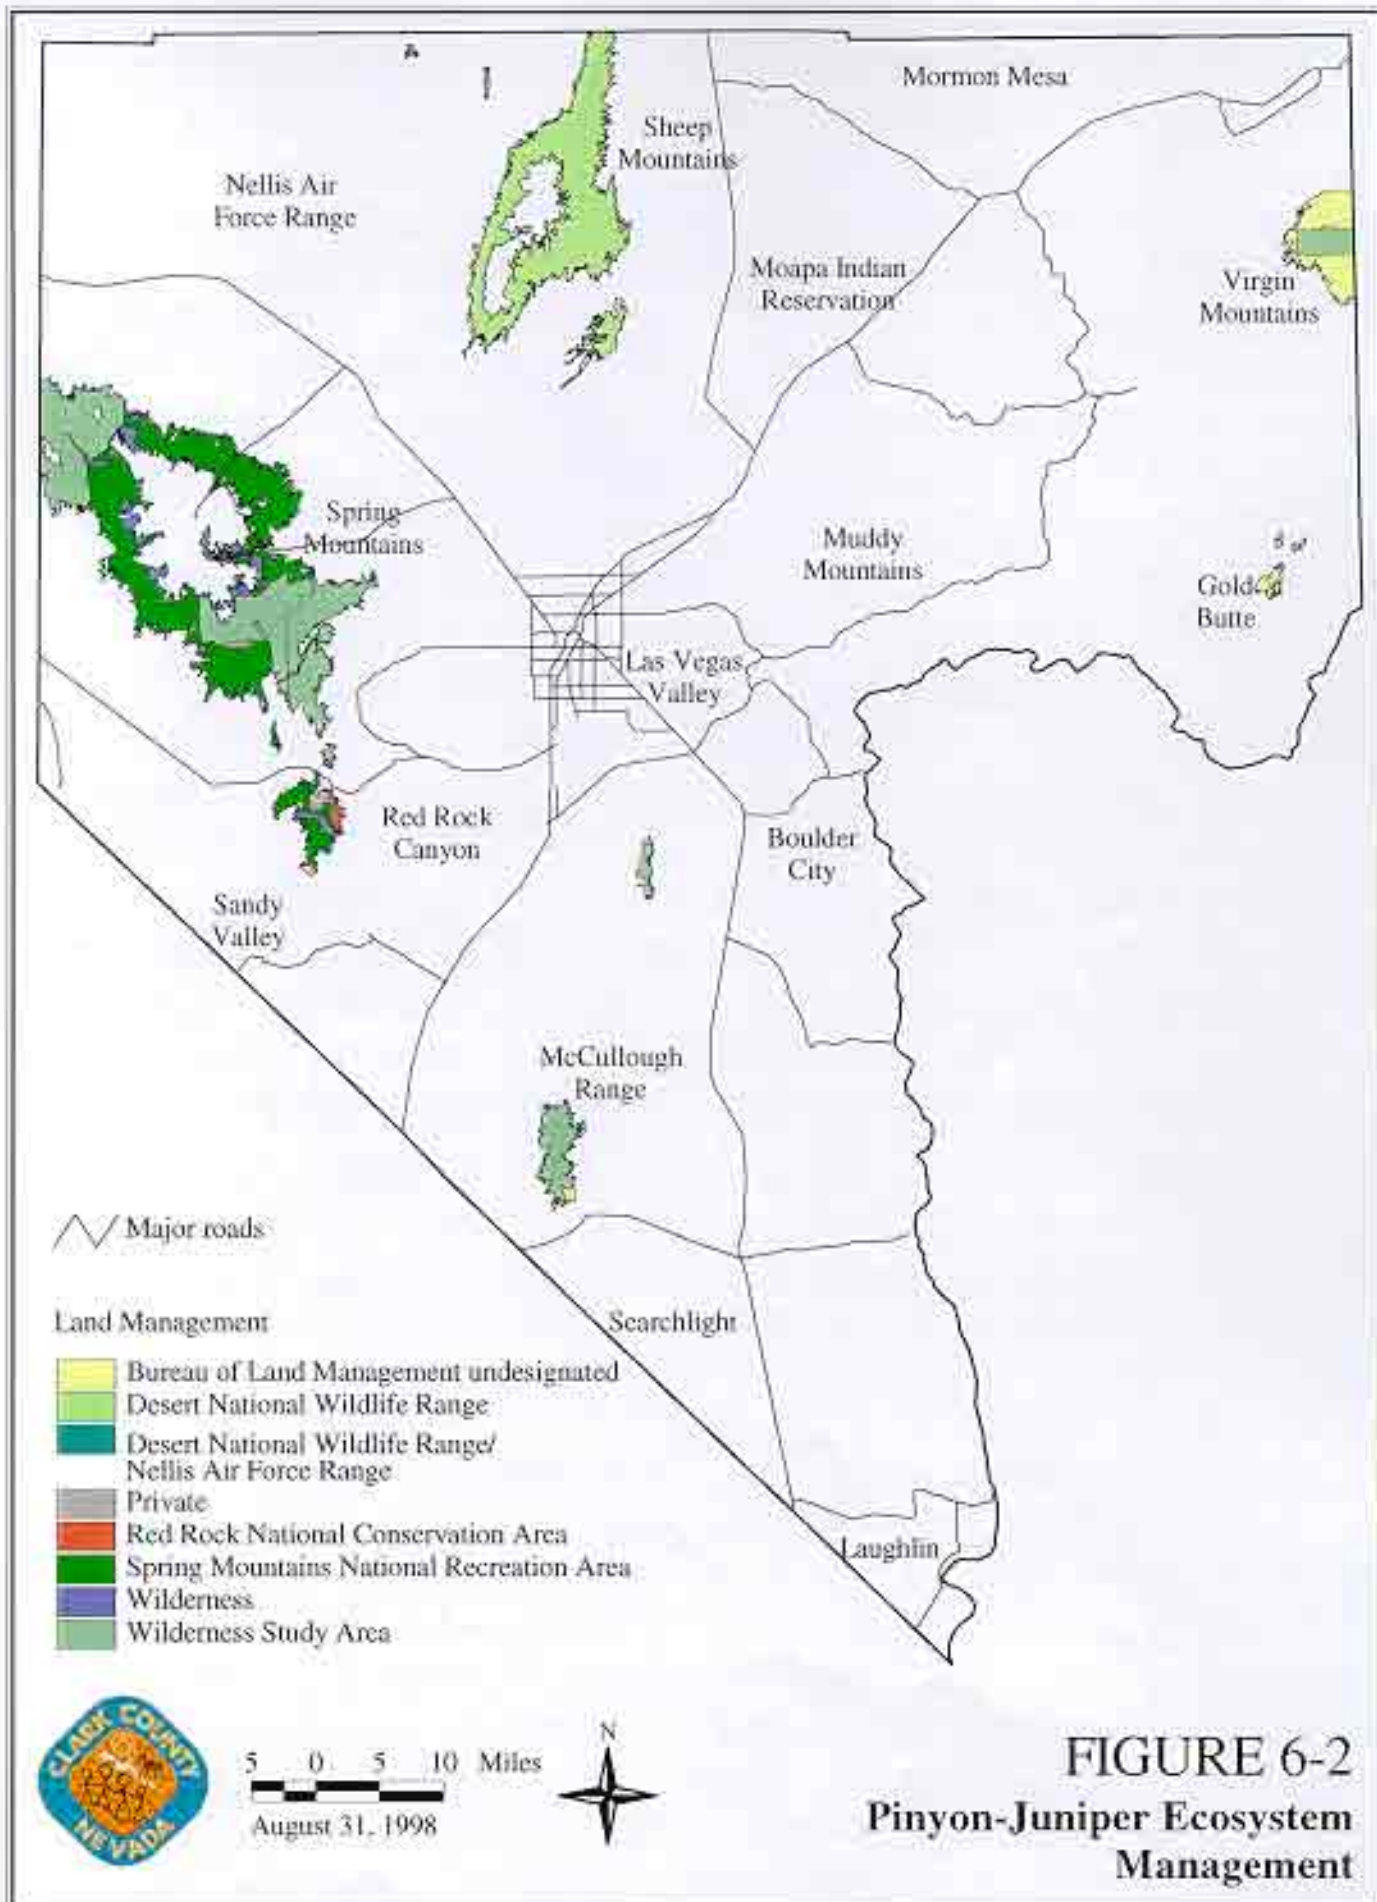 Mormon Mesa
Sheep
Mountains
Nellis Air
Force Range
Moapa Indian
Reservation
Virgin
Mountains
Spring
Mountains
Muddy
Mountains
Golden
Butte
Las Vegas
Valley
Red Rock
Canyon
Boulder
City
Sandy
Valley
McCullough
Range
Major roads
Land Management
Searchlight
Bureau of Land Management undesignated
Desert National Wildlife Range
Desert National Wildlife Range/
Nellis Air Force Range
Private
Red Rock National Conservation Area
Spring Mountains National Recreation Area
Wilderness
Wilderness Study Area
Laughlin
CLARK COUNTY
NEVADA
5 0 5 10 Miles
August 31, 1998
N
FIGURE 6-2
Pinyon-Juniper Ecosystem
Management